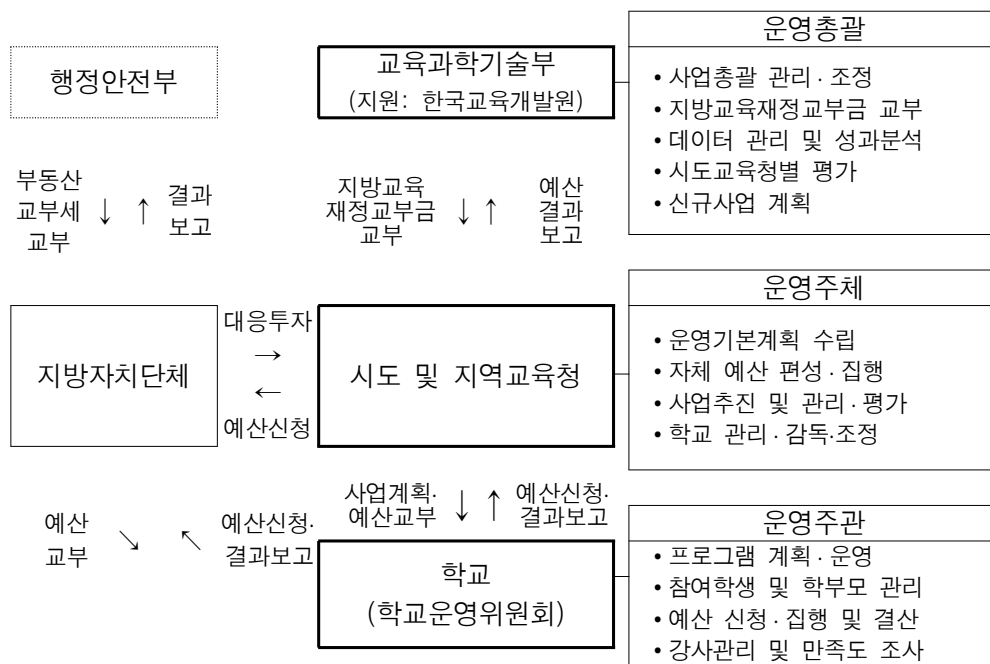 행정안전부
교육과학기술부
(지원: 한국교육개발원)
운영총괄
• 사업총괄 관리·조정
• 지방교육재정교부금 교부
• 데이터 관리 및 성과분석
• 시도교육청별 평가
• 신규사업 계획
부동산
교부세
교부
↓ ↑
결과
보고
지방교육
재정교부금
교부
↓ ↑
예산
결과
보고
지방자치단체
대응투자
→
←
예산신청
시도 및 지역교육청
운영주체
• 운영기본계획 수립
• 자체 예산 편성·집행
• 사업추진 및 관리·평가
• 학교 관리·감독·조정
예산
교부
↘ ↖
예산신청·
결과보고
사업계획·
예산교부
↓ ↑
예산신청·
결과보고
학교
(학교운영위원회)
운영주관
• 프로그램 계획·운영
• 참여학생 및 학부모 관리
• 예산 신청·집행 및 결산
• 강사관리 및 만족도 조사